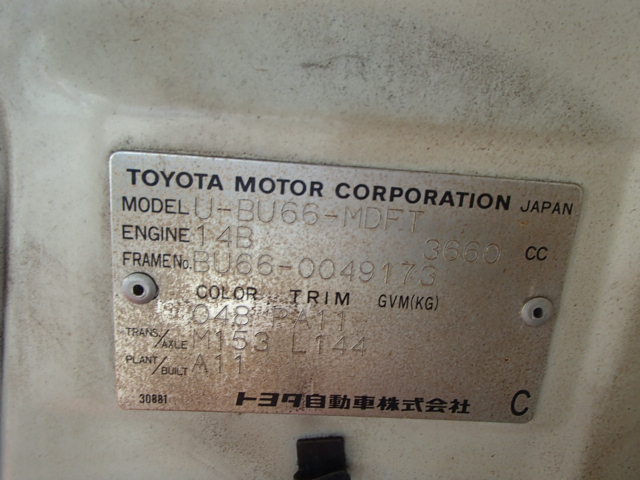 TOYOTA MOTOR CORPORATION JAPAN
MODEL U-BU66-MDFT
ENGINE 14B 3660 CC
FRAME No. BU66-0049173
COLOR TRIM GVM(KG)
048 PA11
TRANS./AXLE M153 L144
PLANT/BUILT A11
30881 トヨタ自動車株式会社 C